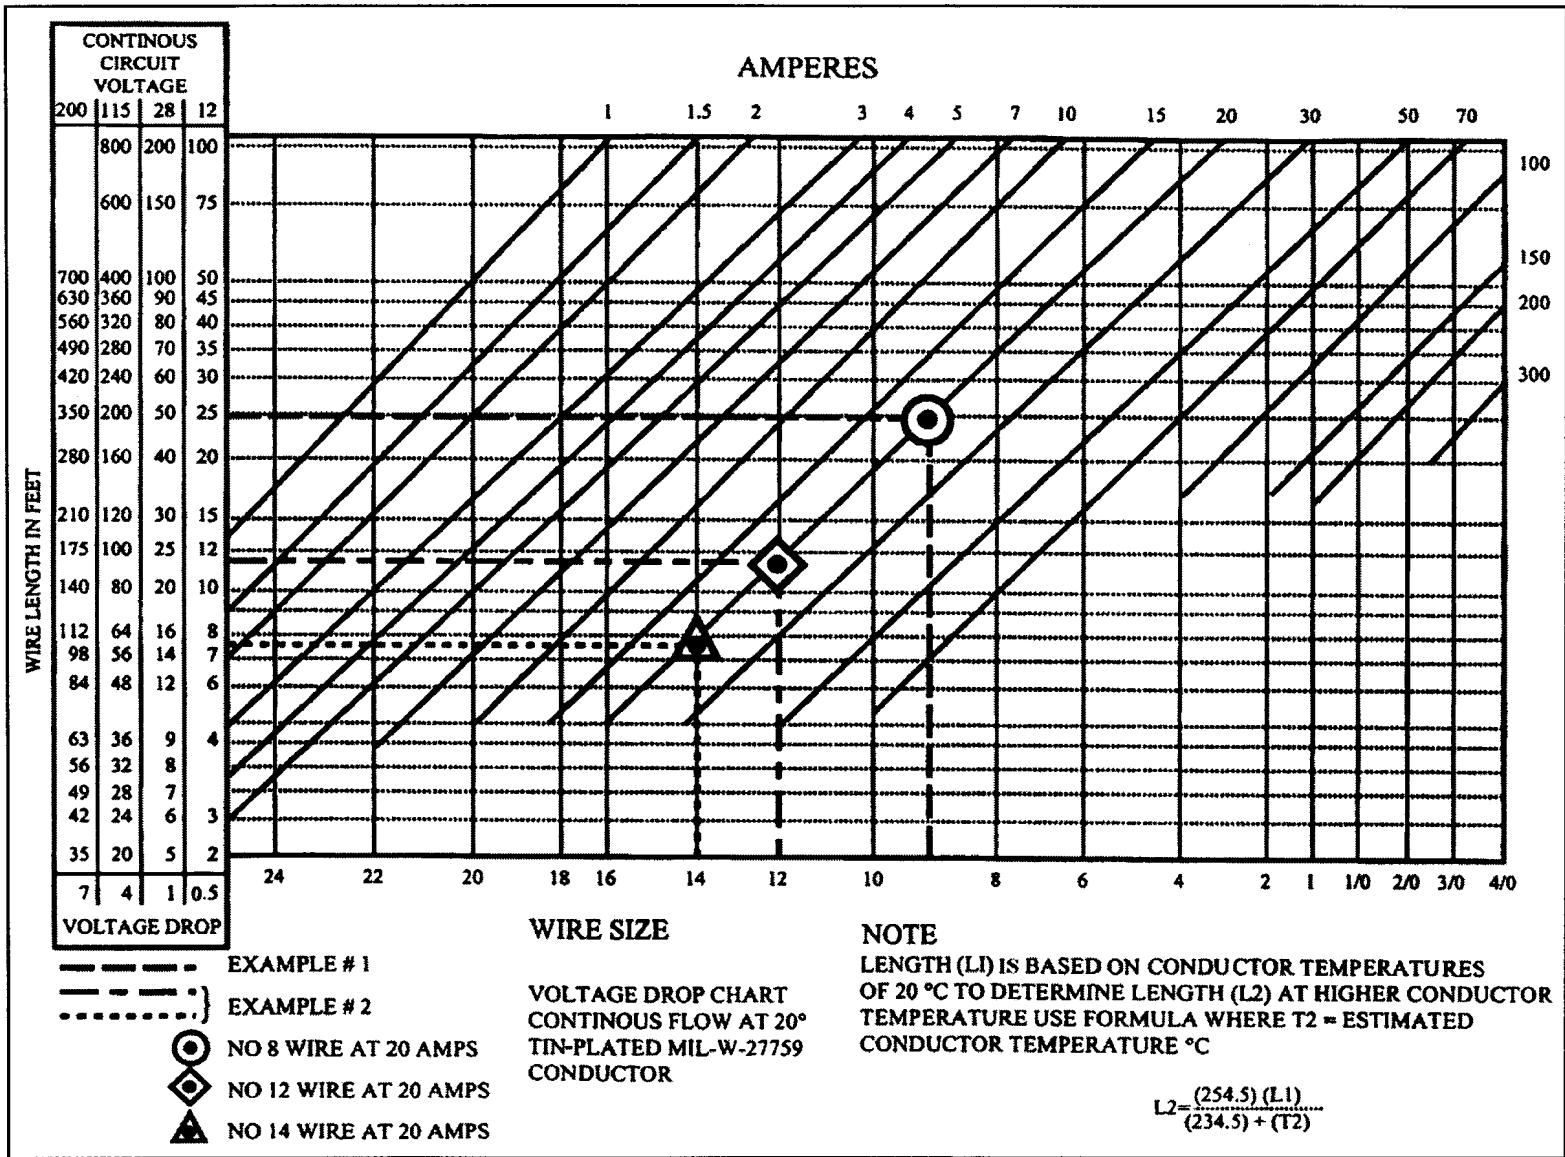 CONTINOUS
CIRCUIT
VOLTAGE
200 115 28 12
AMPERES
1 1.5 2 3 4 5 7 10 15 20 30 50 70
800 200 100
100
600 150 75
150
700 400 100 50
630 360 90 45
200
560 320 80 40
490 280 70 35
420 240 60 30
300
350 200 50 25
280 160 40 20
210 120 30 15
175 100 25 12
140 80 20 10
112 64 16 8
98 56 14 7
84 48 12 6
63 36 9 4
56 32 8
49 28 7
42 24 6 3
35 20 5 2
7 4 1 0.5
VOLTAGE DROP
WIRE LENGTH IN FEET
24 22 20 18 16 14 12 10 8 6 4 2 1 1/0 2/0 3/0 4/0
WIRE SIZE
EXAMPLE # 1
EXAMPLE # 2
NO 8 WIRE AT 20 AMPS
NO 12 WIRE AT 20 AMPS
NO 14 WIRE AT 20 AMPS
VOLTAGE DROP CHART
CONTINOUS FLOW AT 20°
TIN-PLATED MIL-W-27759
CONDUCTOR
NOTE
LENGTH (LI) IS BASED ON CONDUCTOR TEMPERATURES
OF 20 °C TO DETERMINE LENGTH (L2) AT HIGHER CONDUCTOR
TEMPERATURE USE FORMULA WHERE T2 = ESTIMATED
CONDUCTOR TEMPERATURE °C
L2= (254.5) (L1)
(234.5) + (T2)